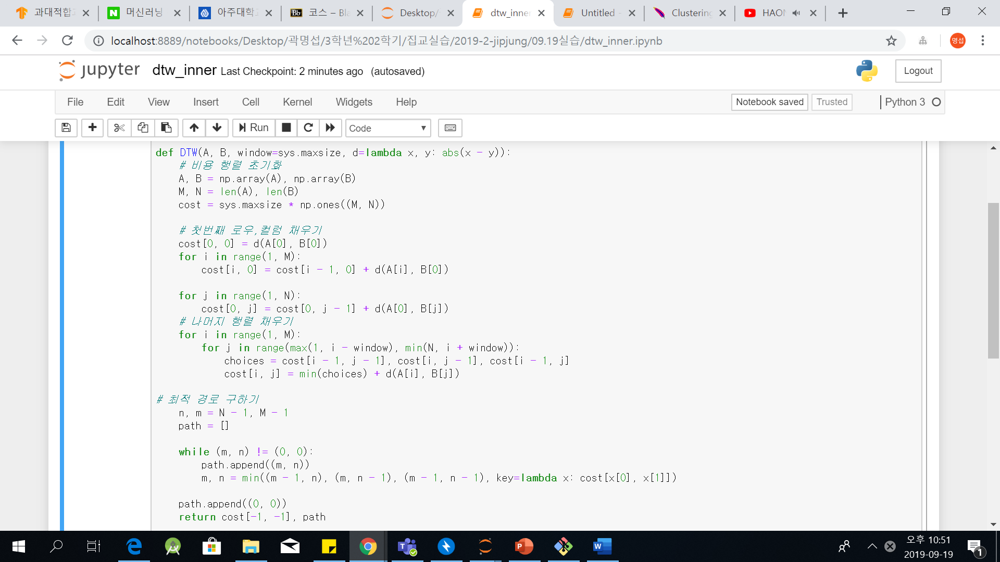 과대적합고
머신러닝
아주대학
코스 – Bla
Desktop/
dtw_inner
Untitled -
Clustering
HAON
localhost:8889/notebooks/Desktop/곽명섭/3학년%202학기/집교실습/2019-2-jipjung/09.19실습/dtw_inner.ipynb
명섭
jupyter dtw_inner Last Checkpoint: 2 minutes ago (autosaved)
Logout
File Edit View Insert Cell Kernel Widgets Help
Notebook saved Trusted Python 3
Run Code
def DTW(A, B, window=sys.maxsize, d=lambda x, y: abs(x - y)):
# 비용 행렬 초기화
A, B = np.array(A), np.array(B)
M, N = len(A), len(B)
cost = sys.maxsize * np.ones((M, N))
# 첫번째 로우,컬럼 채우기
cost[0, 0] = d(A[0], B[0])
for i in range(1, M):
cost[i, 0] = cost[i - 1, 0] + d(A[i], B[0])
for j in range(1, N):
cost[0, j] = cost[0, j - 1] + d(A[0], B[j])
# 나머지 행렬 채우기
for i in range(1, M):
for j in range(max(1, i - window), min(N, i + window)):
choices = cost[i - 1, j - 1], cost[i, j - 1], cost[i - 1, j]
cost[i, j] = min(choices) + d(A[i], B[j])
# 최적 경로 구하기
n, m = N - 1, M - 1
path = []
while (m, n) != (0, 0):
path.append((m, n))
m, n = min((m - 1, n), (m, n - 1), (m - 1, n - 1), key=lambda x: cost[x[0], x[1]])
path.append((0, 0))
return cost[-1, -1], path
오후 10:51
2019-09-19
1